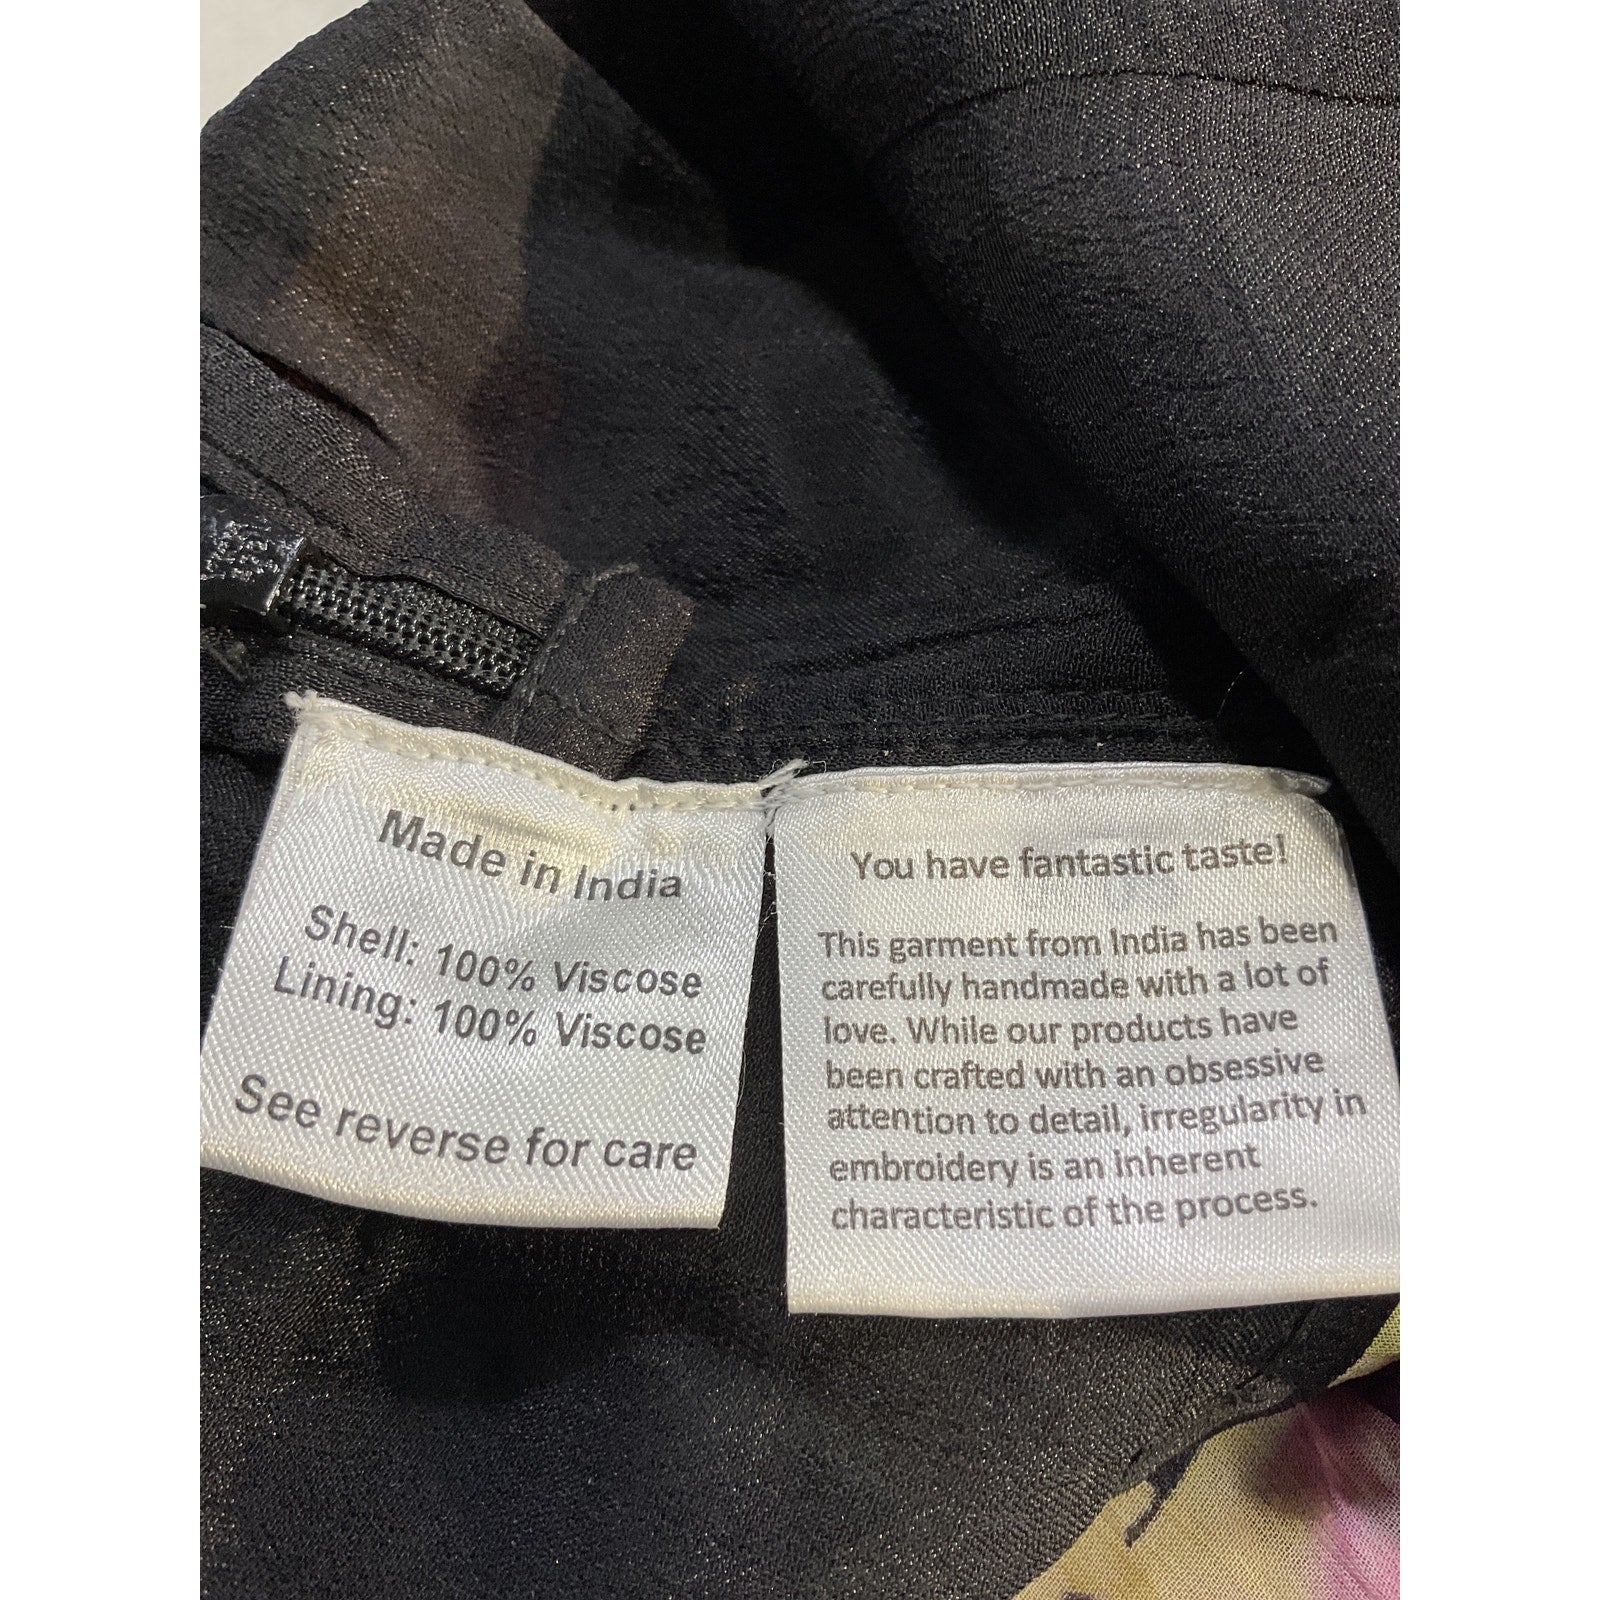 Made in India
Shell: 100% Viscose
Lining: 100% Viscose
See reverse for care
You have fantastic taste!
This garment from India has been
carefully handmade with a lot of
love. While our products have
been crafted with an obsessive
attention to detail, irregularity in
embroidery is an inherent
characteristic of the process.